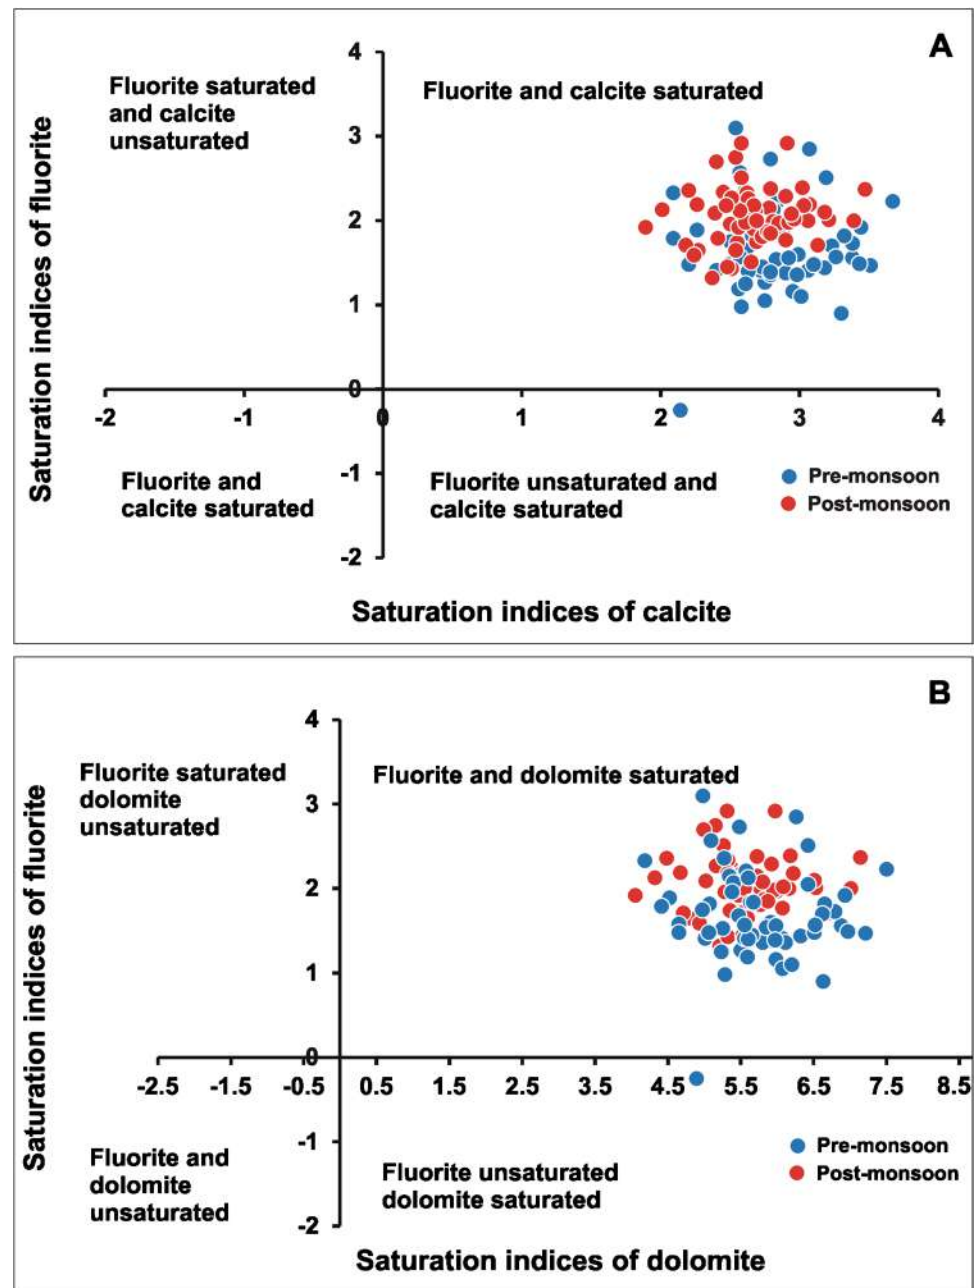 A
4
Fluorite saturated
and calcite
unsaturated
Fluorite and calcite saturated
3
2
1
0
-2 -1 0 1 2 3 4
-1
Fluorite and
calcite saturated
Fluorite unsaturated and
calcite saturated
Pre-monsoon
Post-monsoon
-2
Saturation indices of fluorite
Saturation indices of calcite
B
4
Fluorite saturated
dolomite
unsaturated
Fluorite and dolomite saturated
3
2
1
0
-2.5 -1.5 -0.5 0.5 1.5 2.5 3.5 4.5 5.5 6.5 7.5 8.5
-1
Fluorite and
dolomite
unsaturated
Fluorite unsaturated
dolomite saturated
Pre-monsoon
Post-monsoon
-2
Saturation indices of fluorite
Saturation indices of dolomite